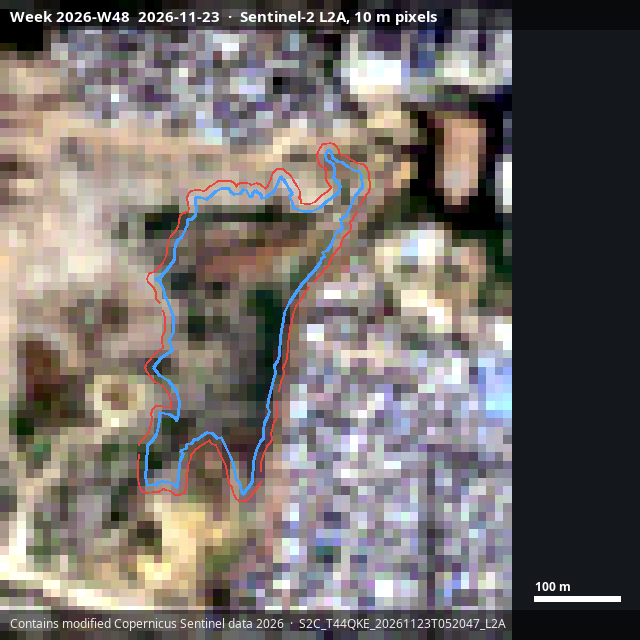 Week 2026-W48  2026-11-23  ·  Sentinel-2 L2A, 10 m pixels
100 m
Contains modified Copernicus Sentinel data 2026  ·  S2C_T44QKE_20261123T052047_L2A